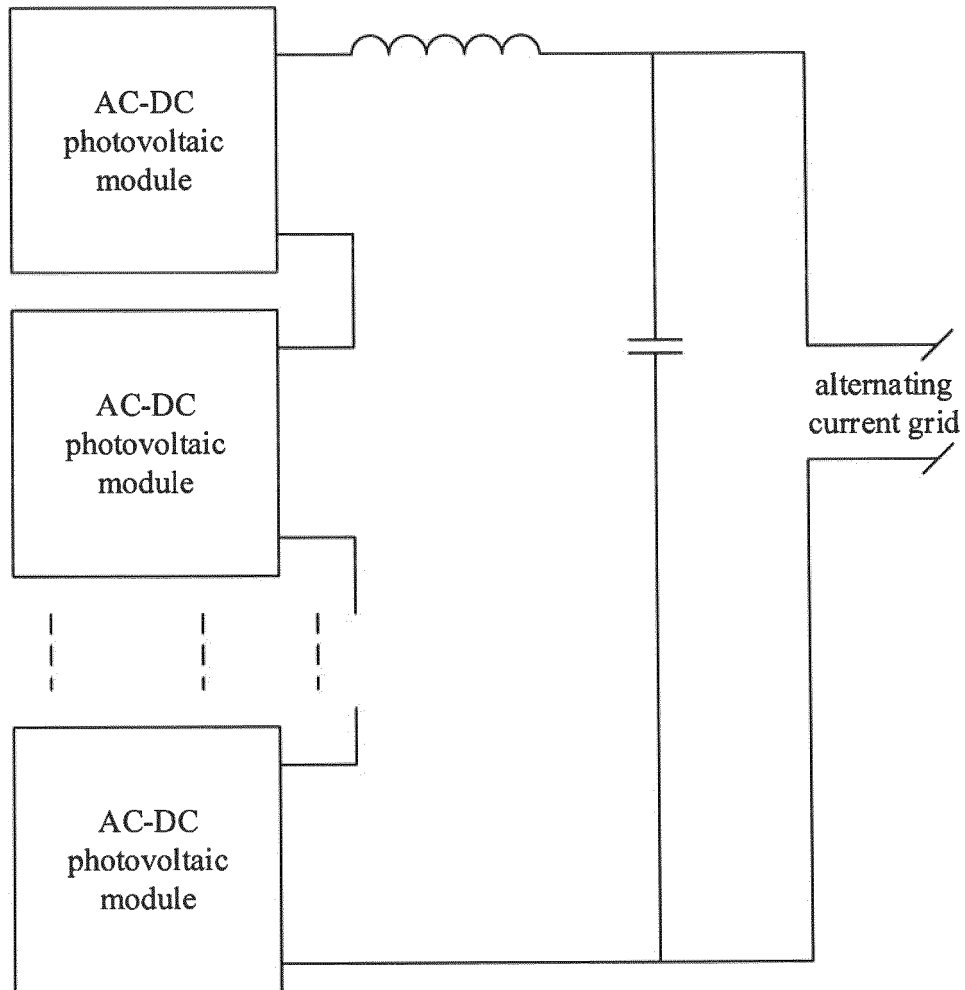 AC-DC
photovoltaic
module
AC-DC
photovoltaic
module
alternating
current grid
AC-DC
photovoltaic
module